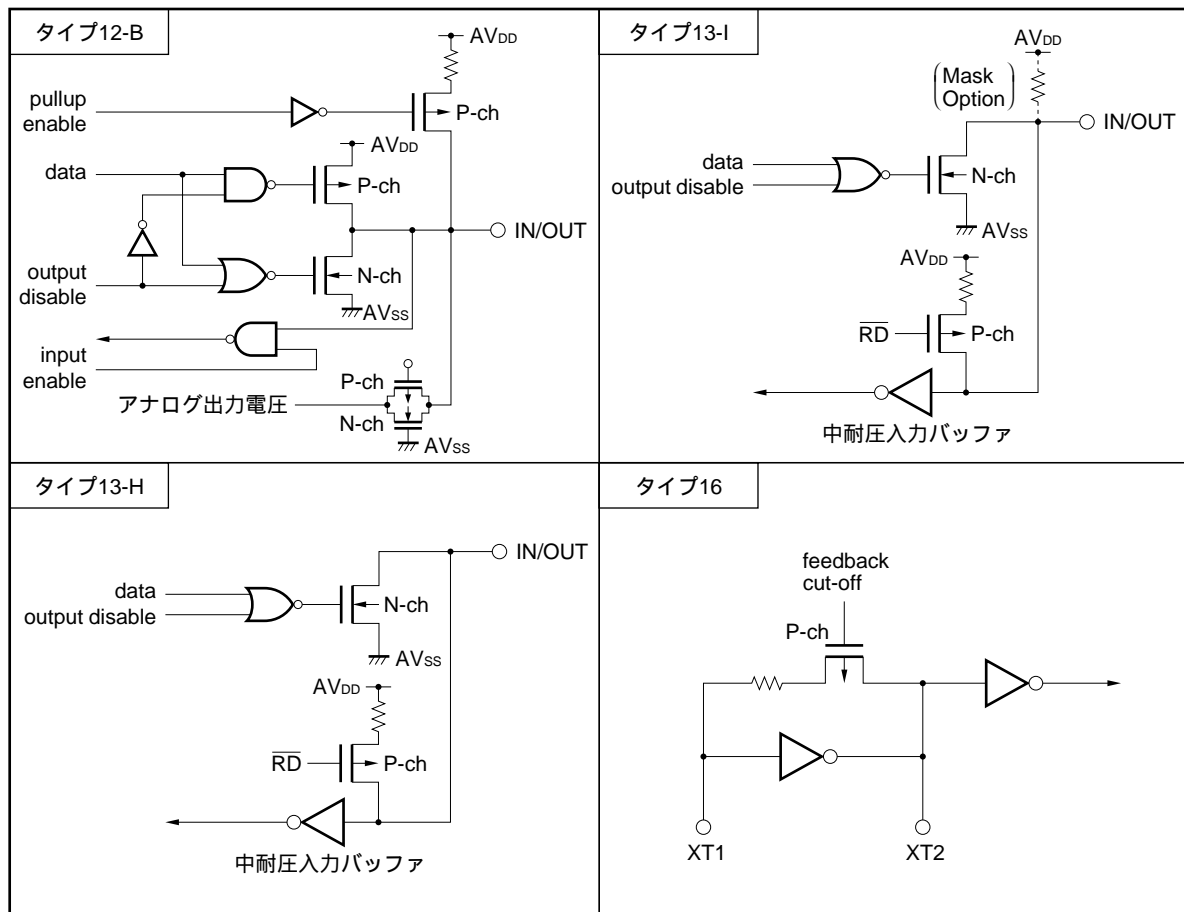 タイプ12-B
AVDD
pullup
enable
P-ch
AVDD
data
P-ch
IN/OUT
output
disable
N-ch
AVSS
input
enable
P-ch
アナログ出力電圧
N-ch
AVSS
タイプ13-I
AVDD
(Mask
Option)
IN/OUT
data
output disable
N-ch
AVSS
AVDD
RD
P-ch
中耐圧入力バッファ
タイプ13-H
IN/OUT
data
output disable
N-ch
AVSS
AVDD
RD
P-ch
中耐圧入力バッファ
タイプ16
feedback
cut-off
P-ch
XT1
XT2